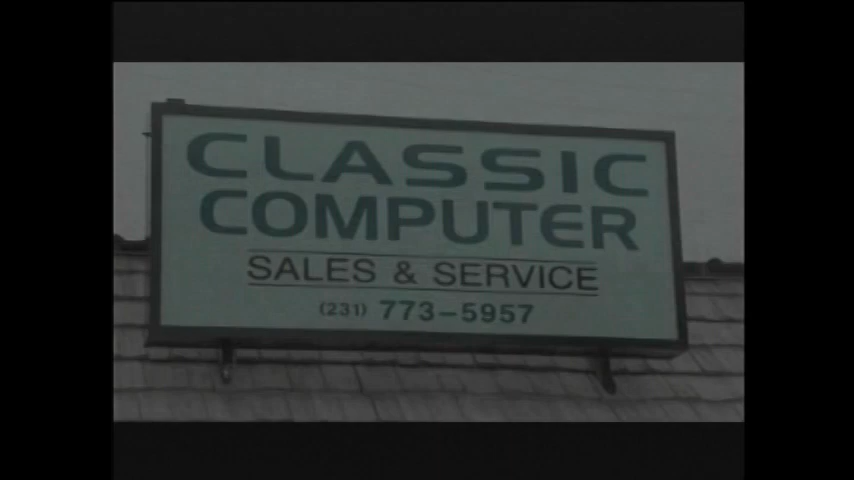 CLASSIC
COMPUTER
SALES & SERVICE
(231) 773-5957